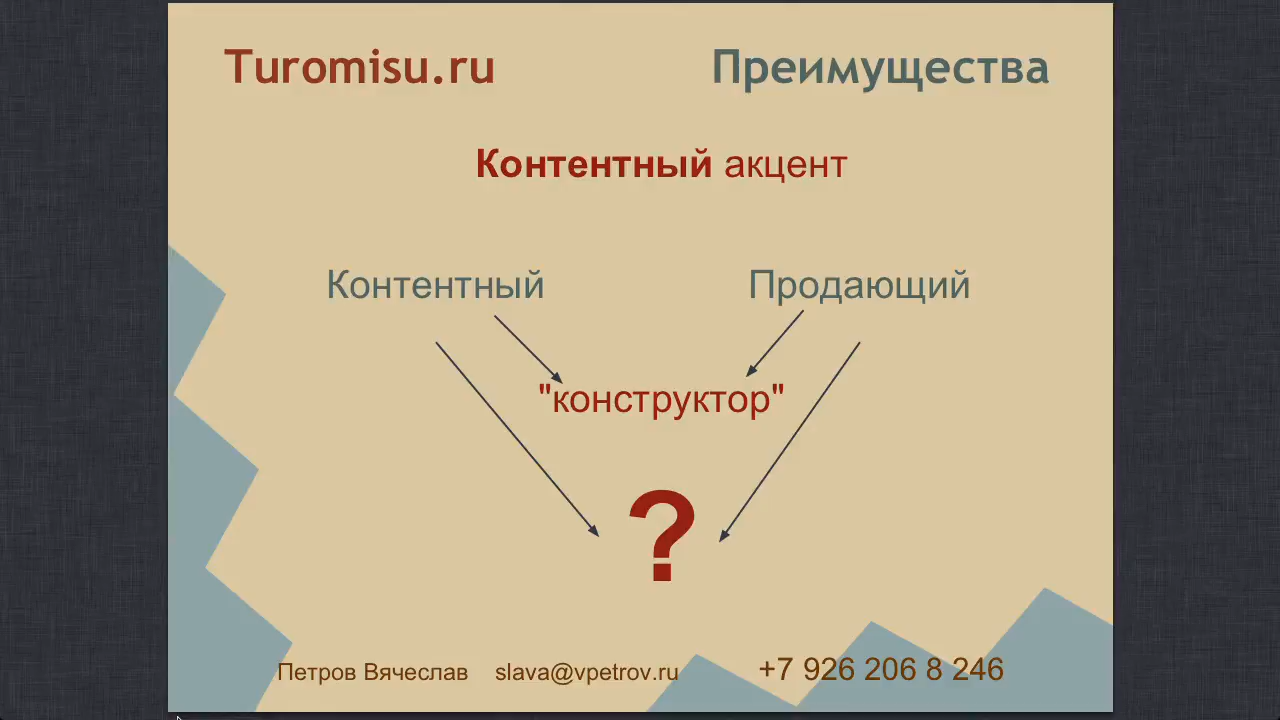 Turomisu.ru Преимущества
Контентный акцент
Контентный Продающий
"конструктор"
?
Петров Вячеслав slava@vpetrov.ru +7 926 206 8 246